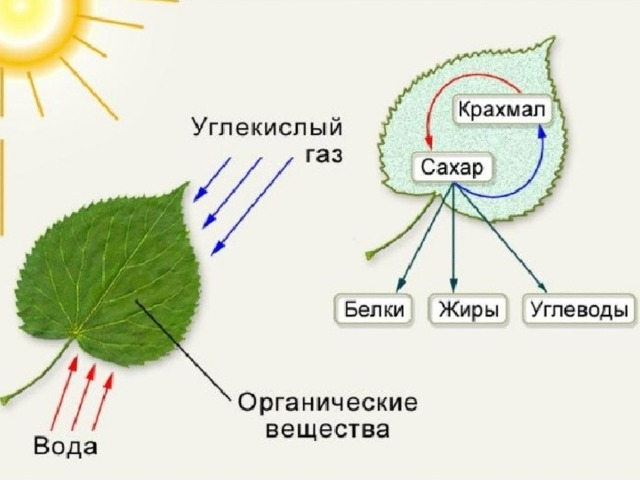 Углекислый
газ
Крахмал
Сахар
Белки
Жиры
Углеводы
Органические
вещества
Вода